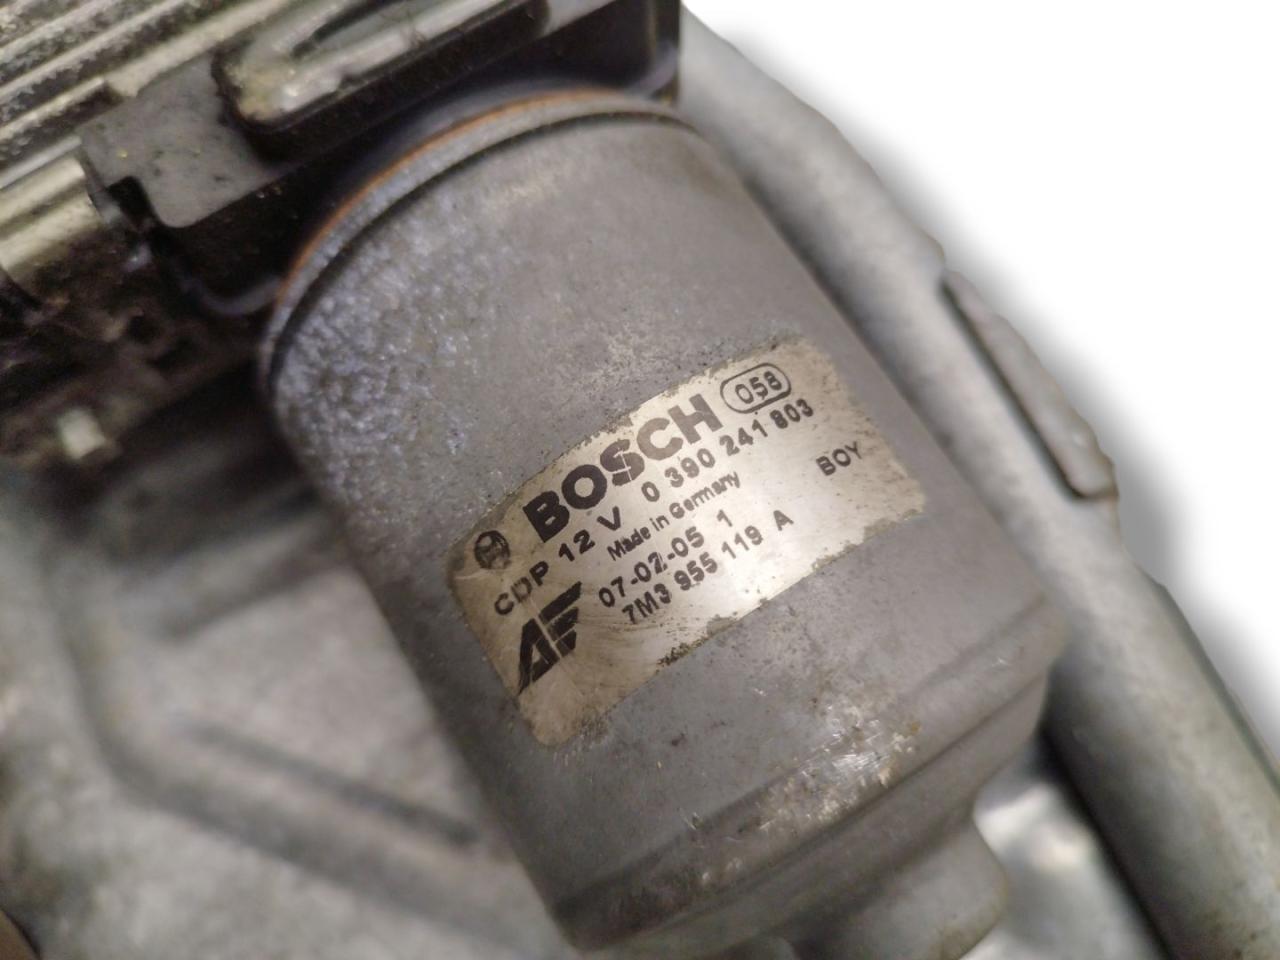 BOSCH 058
CDP 12 V 0 390 241 803
Made in Germany BOY
07-02-05 1
7M3 955 119 A
AF